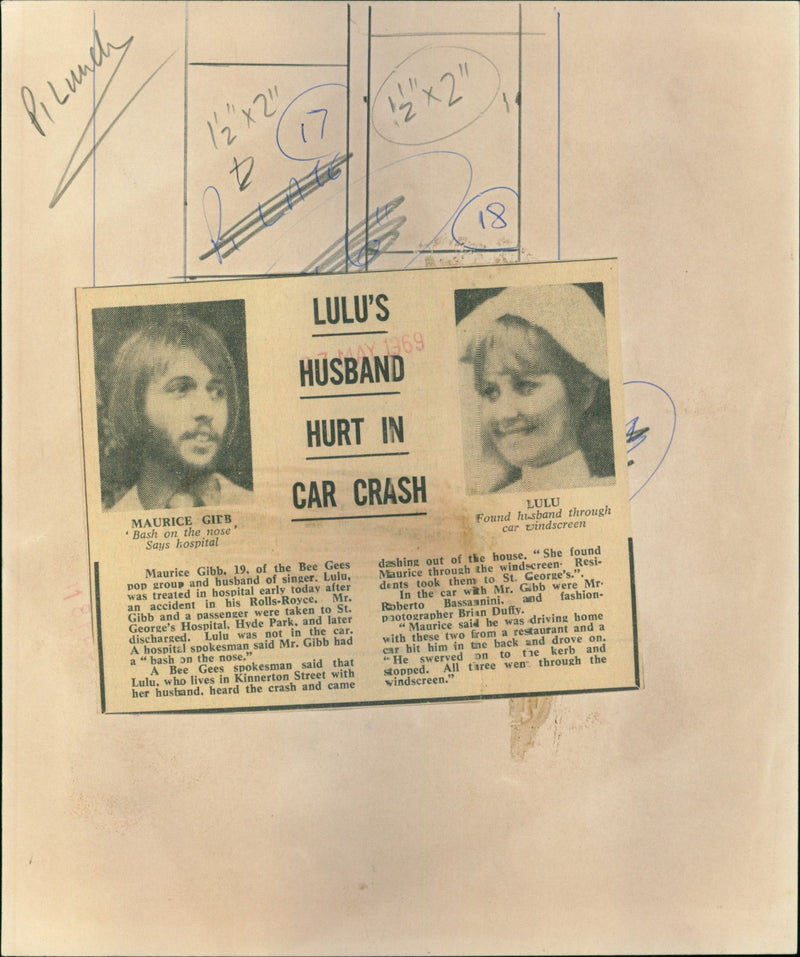 P, Lunch
1½" x 2"
17
1½" x 2"
18
6"
LULU'S
HUSBAND
HURT IN
CAR CRASH
MAY 1969
MAURICE GIBB
'Bash on the nose'
Says hospital
LULU
Found husband through
car windscreen
Maurice Gibb, 19, of the Bee Gees
pop group and husband of singer, Lulu,
was treated in hospital early today after
an accident in his Rolls-Royce. Mr.
Gibb and a passenger were taken to St.
George's Hospital, Hyde Park, and later
discharged. Lulu was not in the car.
A hospital spokesman said Mr. Gibb had
a "bash on the nose."
A Bee Gees spokesman said that
Lulu, who lives in Kinnerton Street with
her husband, heard the crash and came
dashing out of the house. "She found
Maurice through the windscreen. Resi-
dents took them to St. George's.".
In the car with Mr. Gibb were Mr.
Roberto Bassannini, and fashion-
photographer Brian Duffy.
"Maurice said he was driving home
with these two from a restaurant and a
car hit him in the back and drove on.
"He swerved on to the kerb and
stopped. All three went through the
windscreen."